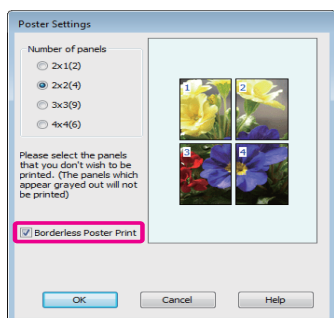 Poster Settings
Number of panels
2x1(2)
2x2(4)
3x3(9)
4x4(6)
Please select the panels
that you don't wish to be
printed. (The panels which
appear grayed out will not
be printed)
Borderless Poster Print
1
2
3
4
OK
Cancel
Help